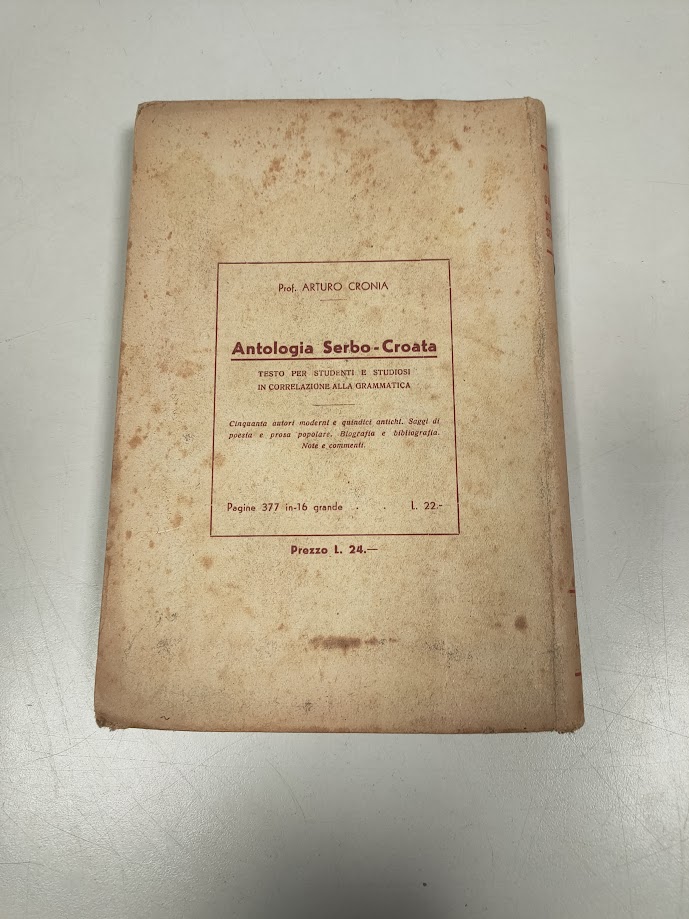 Prof. ARTURO CRONIA
Antologia Serbo-Croata
TESTO PER STUDENTI E STUDIOSI
IN CORRELAZIONE ALLA GRAMMATICA
Cinquanta autori moderni e quindici antichi. Saggi di
poesia e prosa popolare. Biografia e bibliografia.
Note e commenti.
Pagine 377 in-16 grande . . L. 22.-
Prezzo L. 24.—